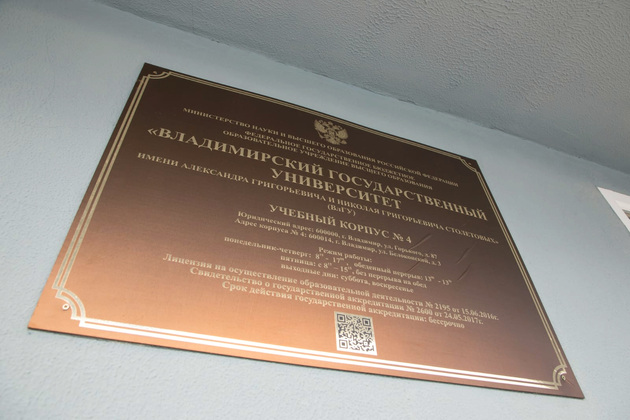 МИНИСТЕРСТВО НАУКИ И ВЫСШЕГО ОБРАЗОВАНИЯ РОССИЙСКОЙ ФЕДЕРАЦИИ
ФЕДЕРАЛЬНОЕ ГОСУДАРСТВЕННОЕ БЮДЖЕТНОЕ
ОБРАЗОВАТЕЛЬНОЕ УЧРЕЖДЕНИЕ ВЫСШЕГО ОБРАЗОВАНИЯ
«ВЛАДИМИРСКИЙ ГОСУДАРСТВЕННЫЙ
УНИВЕРСИТЕТ
ИМЕНИ АЛЕКСАНДРА ГРИГОРЬЕВИЧА И НИКОЛАЯ ГРИГОРЬЕВИЧА СТОЛЕТОВЫХ»
(ВлГУ)
УЧЕБНЫЙ КОРПУС № 4
Юридический адрес: 600000, г. Владимир, ул. Горького, д. 87
Адрес корпуса № 4: 600014, г. Владимир, ул. Белоконской, д. 3
Режим работы:
понедельник-четверг: 8 - 17, обеденный перерыв: 13 - 13
пятница: с 8 - 15, без перерыва на обед
выходные дни: суббота, воскресенье
Лицензия на осуществление образовательной деятельности № 2195 от 15.06.2016г.
Свидетельство о государственной аккредитации № 2600 от 24.05.2017г.
Срок действия государственной аккредитации: бессрочно